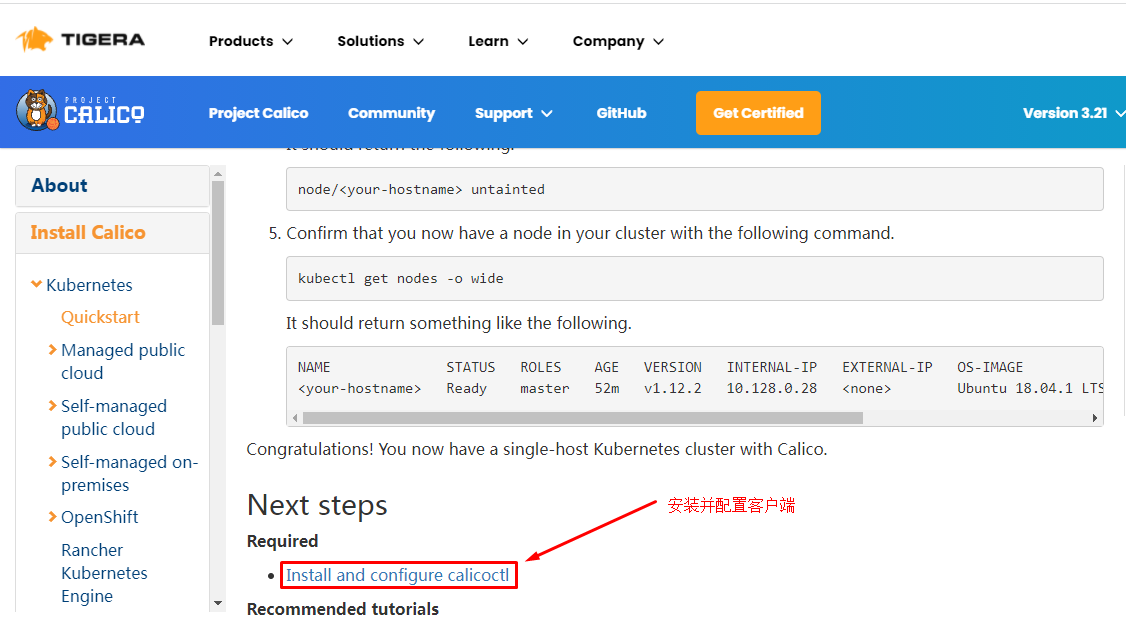 TIGERA
Products
Solutions
Learn
Company
PROJECT
CALICO
Project Calico
Community
Support
GitHub
Get Certified
Version 3.21
About
Install Calico
Kubernetes
Quickstart
Managed public
cloud
Self-managed
public cloud
Self-managed on-
premises
OpenShift
Rancher
Kubernetes
Engine
It should return the following.
node/<your-hostname> untainted
5. Confirm that you now have a node in your cluster with the following command.
kubectl get nodes -o wide
It should return something like the following.
NAME STATUS ROLES AGE VERSION INTERNAL-IP EXTERNAL-IP OS-IMAGE
<your-hostname> Ready master 52m v1.12.2 10.128.0.28 <none> Ubuntu 18.04.1 LTS
Congratulations! You now have a single-host Kubernetes cluster with Calico.
Next steps
安装并配置客户端
Required
• Install and configure calicoctl
Recommended tutorials